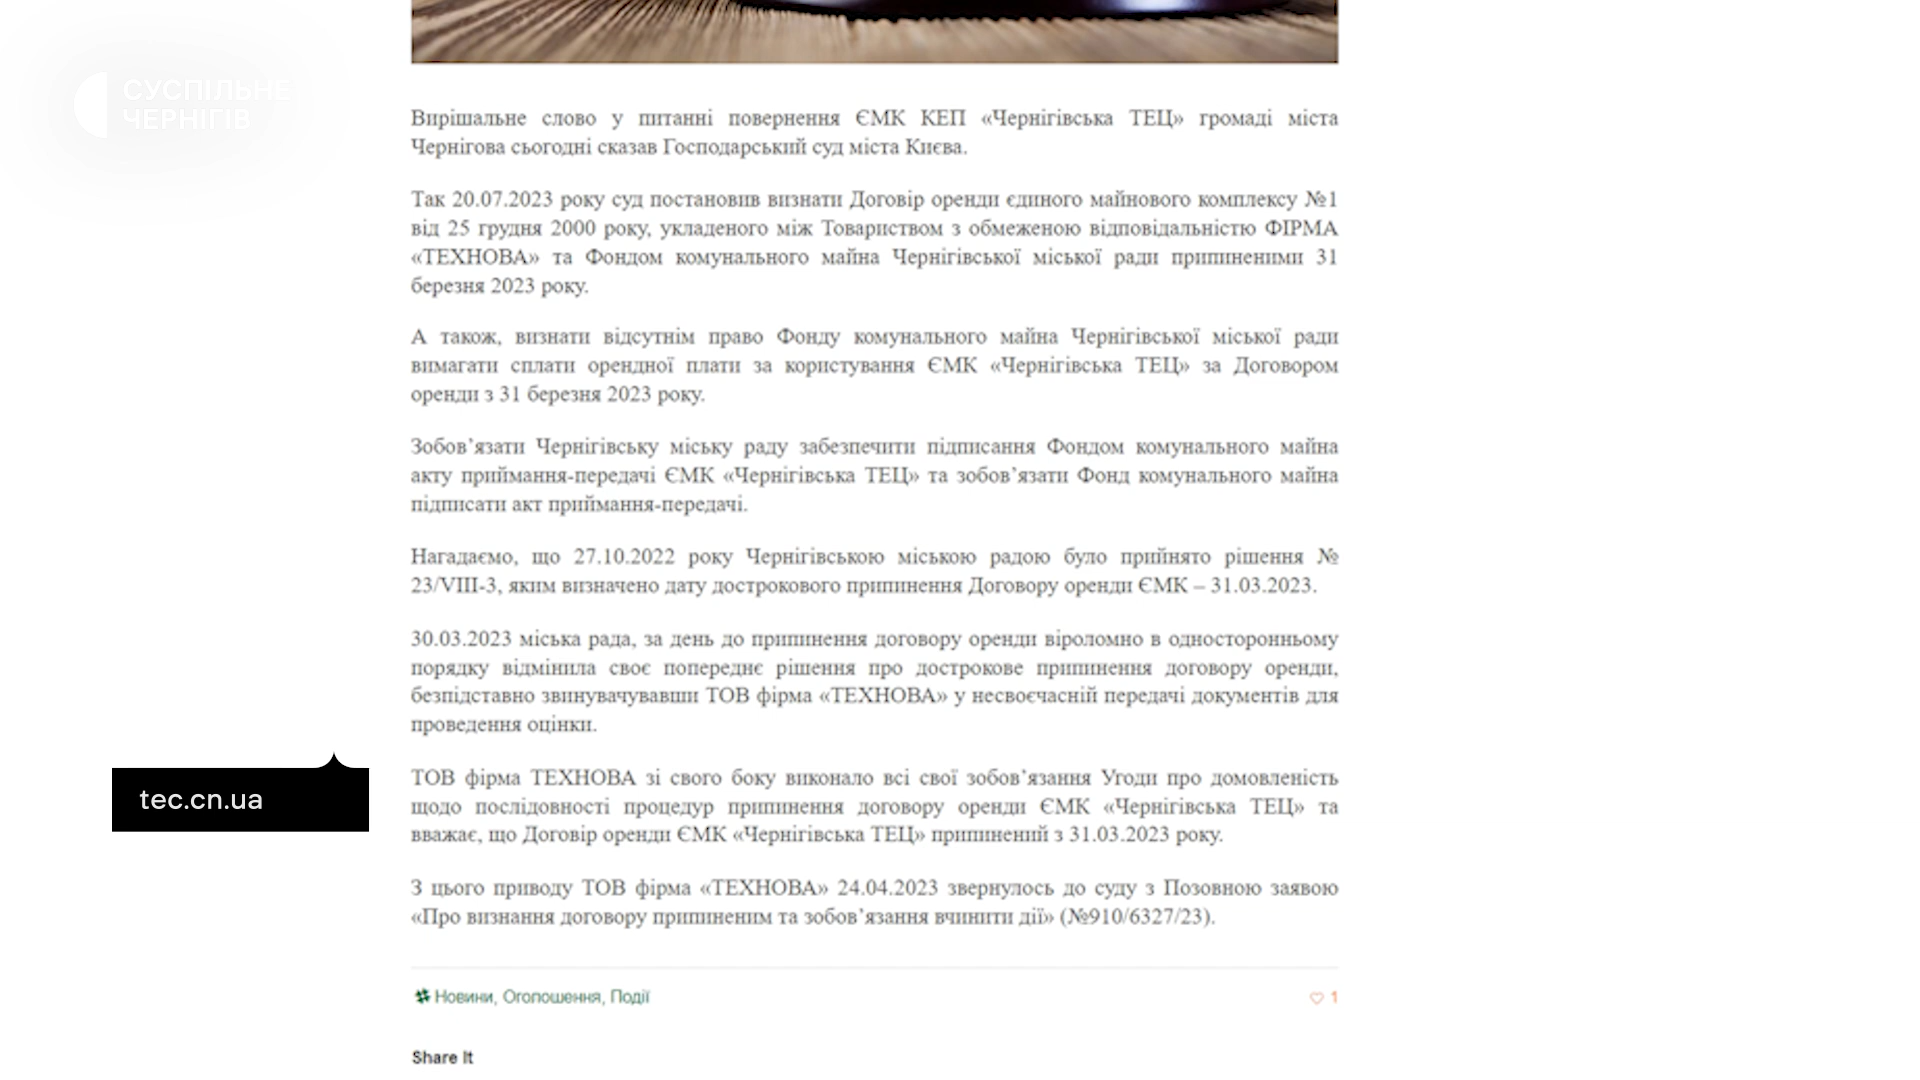 СУСПІЛЬНЕ
ЧЕРНІГІВ
Вирішальне слово у питанні повернення ЄМК КЕП «Чернігівська ТЕЦ» громаді міста
Чернігова сьогодні сказав Господарський суд міста Києва.
Так 20.07.2023 року суд постановив визнати Договір оренди єдиного майнового комплексу №1
від 25 грудня 2000 року, укладеного між Товариством з обмеженою відповідальністю ФІРМА
«ТЕХНОВА» та Фондом комунального майна Чернігівської міської ради припиненими 31
березня 2023 року.
А також, визнати відсутнім право Фонду комунального майна Чернігівської міської ради
вимагати сплати орендної плати за користування ЄМК «Чернігівська ТЕЦ» за Договором
оренди з 31 березня 2023 року.
Зобов’язати Чернігівську міську раду забезпечити підписання Фондом комунального майна
акту приймання-передачі ЄМК «Чернігівська ТЕЦ» та зобов’язати Фонд комунального майна
підписати акт приймання-передачі.
Нагадаємо, що 27.10.2022 року Чернігівською міською радою було прийнято рішення №
23/VIII-3, яким визначено дату дострокового припинення Договору оренди ЄМК – 31.03.2023.
30.03.2023 міська рада, за день до припинення договору оренди віроломно в односторонньому
порядку відмінила своє попереднє рішення про дострокове припинення договору оренди,
безпідставно звинувачувавши ТОВ фірма «ТЕХНОВА» у несвоєчасній передачі документів для
проведення оцінки.
ТОВ фірма ТЕХНОВА зі свого боку виконало всі свої зобов’язання Угоди про домовленість
щодо послідовності процедур припинення договору оренди ЄМК «Чернігівська ТЕЦ» та
вважає, що Договір оренди ЄМК «Чернігівська ТЕЦ» припинений з 31.03.2023 року.
tec.cn.ua
З цього приводу ТОВ фірма «ТЕХНОВА» 24.04.2023 звернулось до суду з Позовною заявою
«Про визнання договору припиненим та зобов’язання вчинити дії» (№910/6327/23).
Новини, Оголошення, Події
1
Share It